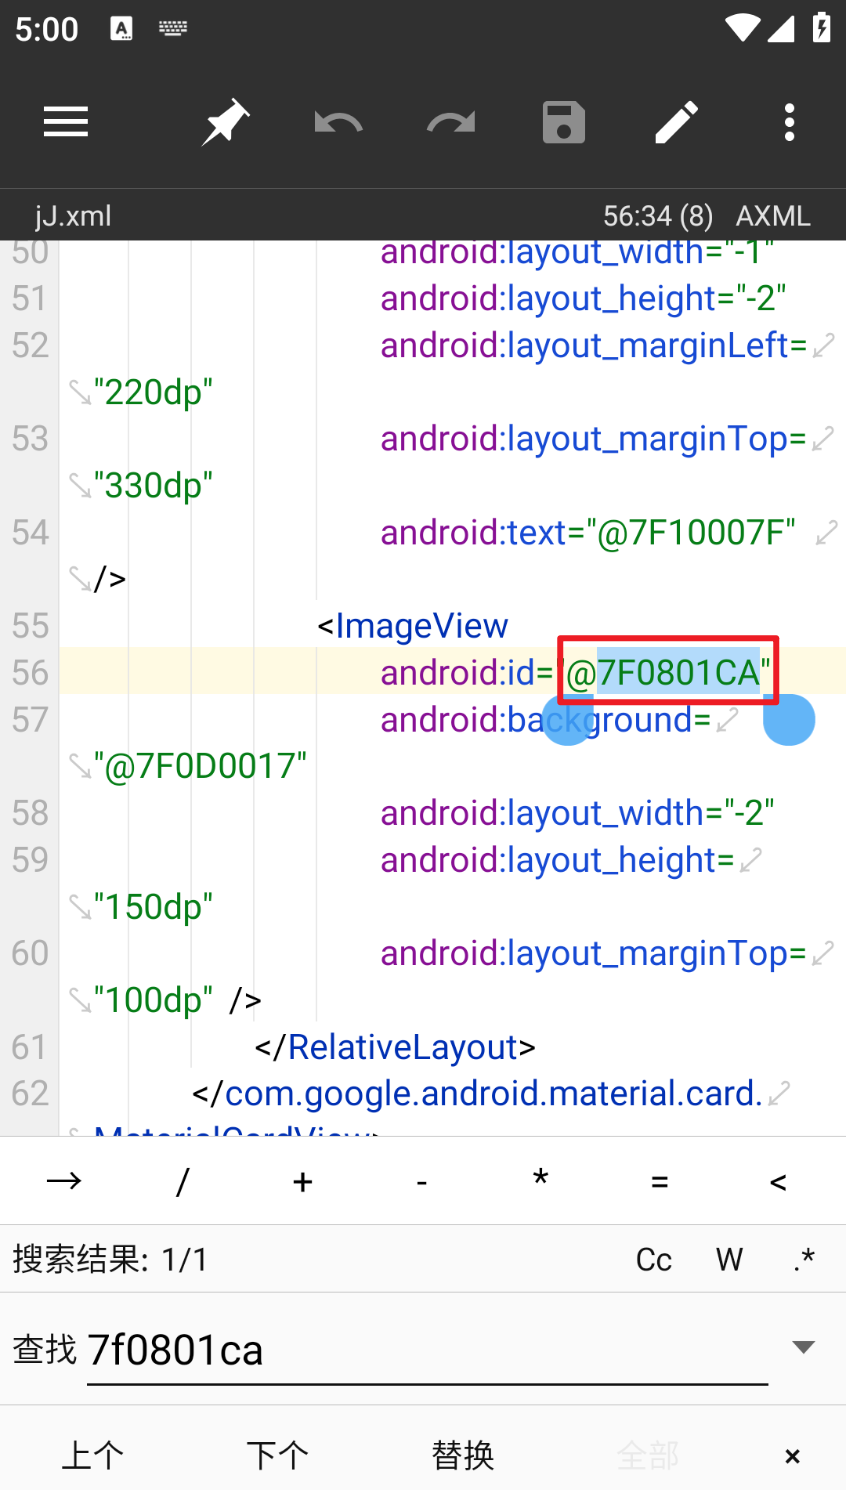 5:00
jJ.xml 56:34 (8) AXML
50 android:layout_width="-1"
51 android:layout_height="-2"
52 android:layout_marginLeft=
"220dp"
53 android:layout_marginTop=
"330dp"
54 android:text="@7F10007F"
/>
55 <ImageView
56 android:id="@7F0801CA"
57 android:background=
"@7F0D0017"
58 android:layout_width="-2"
59 android:layout_height=
"150dp"
60 android:layout_marginTop=
"100dp" />
61 </RelativeLayout>
62 </com.google.android.material.card.
MaterialCardView>
→ / + - * = <
搜索结果: 1/1 Cc W .*
查找 7f0801ca
上个 下个 替换 全部 ×